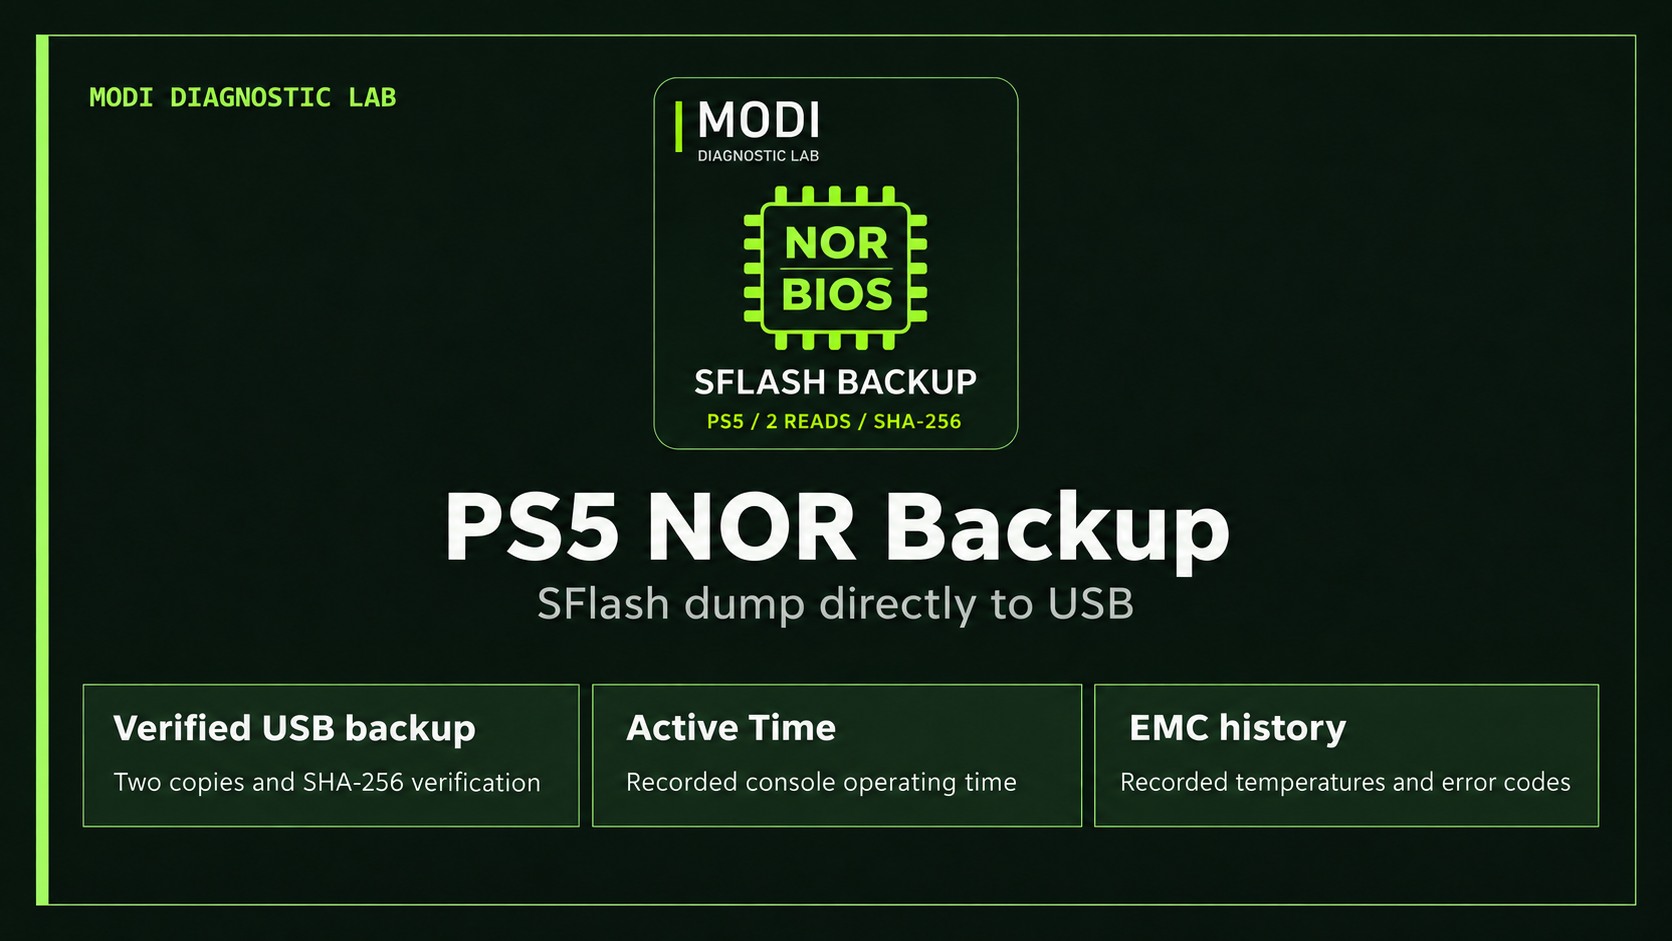 MODI DIAGNOSTIC LAB
MODI
DIAGNOSTIC LAB
NOR
BIOS
SFLASH BACKUP
PS5 / 2 READS / SHA-256
PS5 NOR Backup
SFlash dump directly to USB
Verified USB backup
Two copies and SHA-256 verification
Active Time
Recorded console operating time
EMC history
Recorded temperatures and error codes